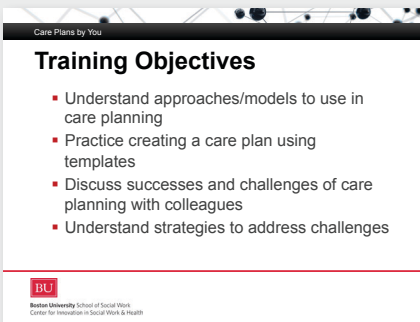 Care Plans by You
Training Objectives
▪ Understand approaches/models to use in
care planning
▪ Practice creating a care plan using
templates
▪ Discuss successes and challenges of care
planning with colleagues
▪ Understand strategies to address challenges
BU
Boston University School of Social Work
Center for Innovation in Social Work & Health